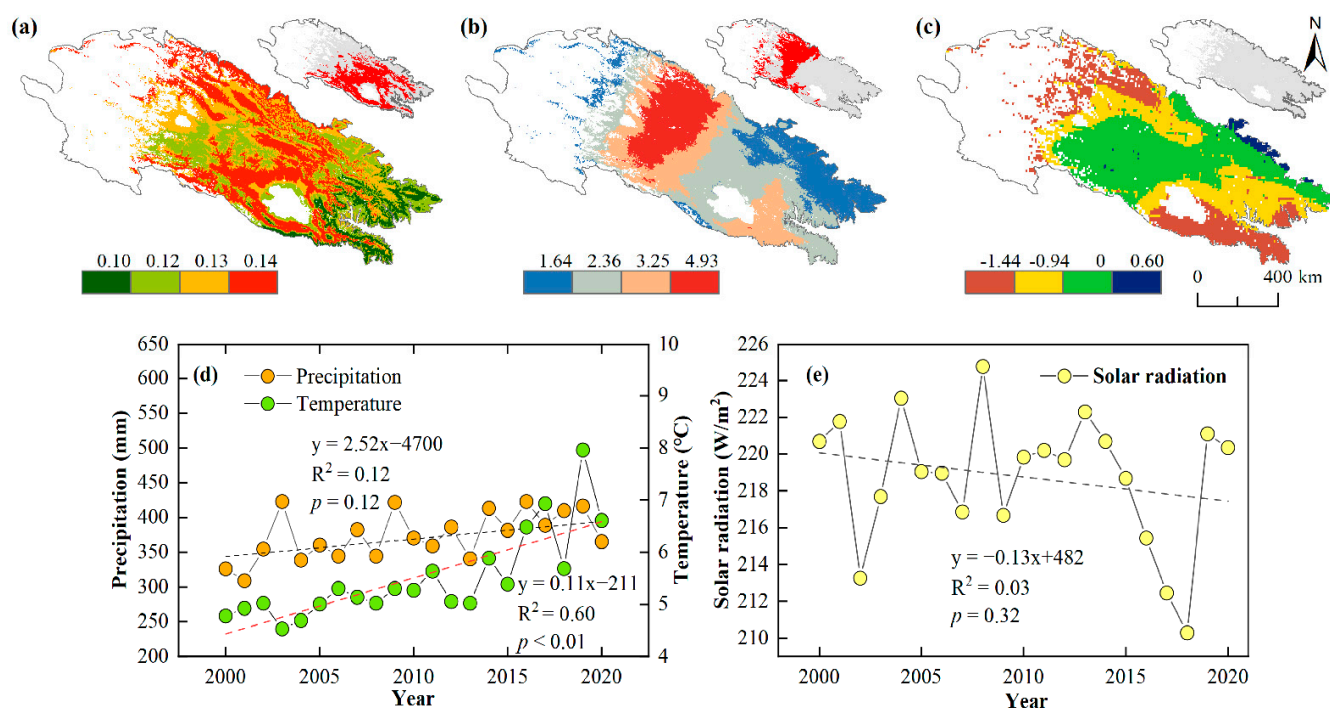 (a)
(b)
(c)
N
0.10 0.12 0.13 0.14
1.64 2.36 3.25 4.93
-1.44 -0.94 0 0.60
0 400 km
(d)
Precipitation
Temperature
y = 2.52x−4700
R² = 0.12
p = 0.12
y = 0.11x−211
R² = 0.60
p < 0.01
Precipitation (mm)
650
600
550
500
450
400
350
300
250
200
Temperature (°C)
10
9
8
7
6
5
4
2000 2005 2010 2015 2020
Year
(e)
Solar radiation
y = −0.13x+482
R² = 0.03
p = 0.32
Solar radiation (W/m²)
226
224
222
220
218
216
214
212
210
2000 2005 2010 2015 2020
Year